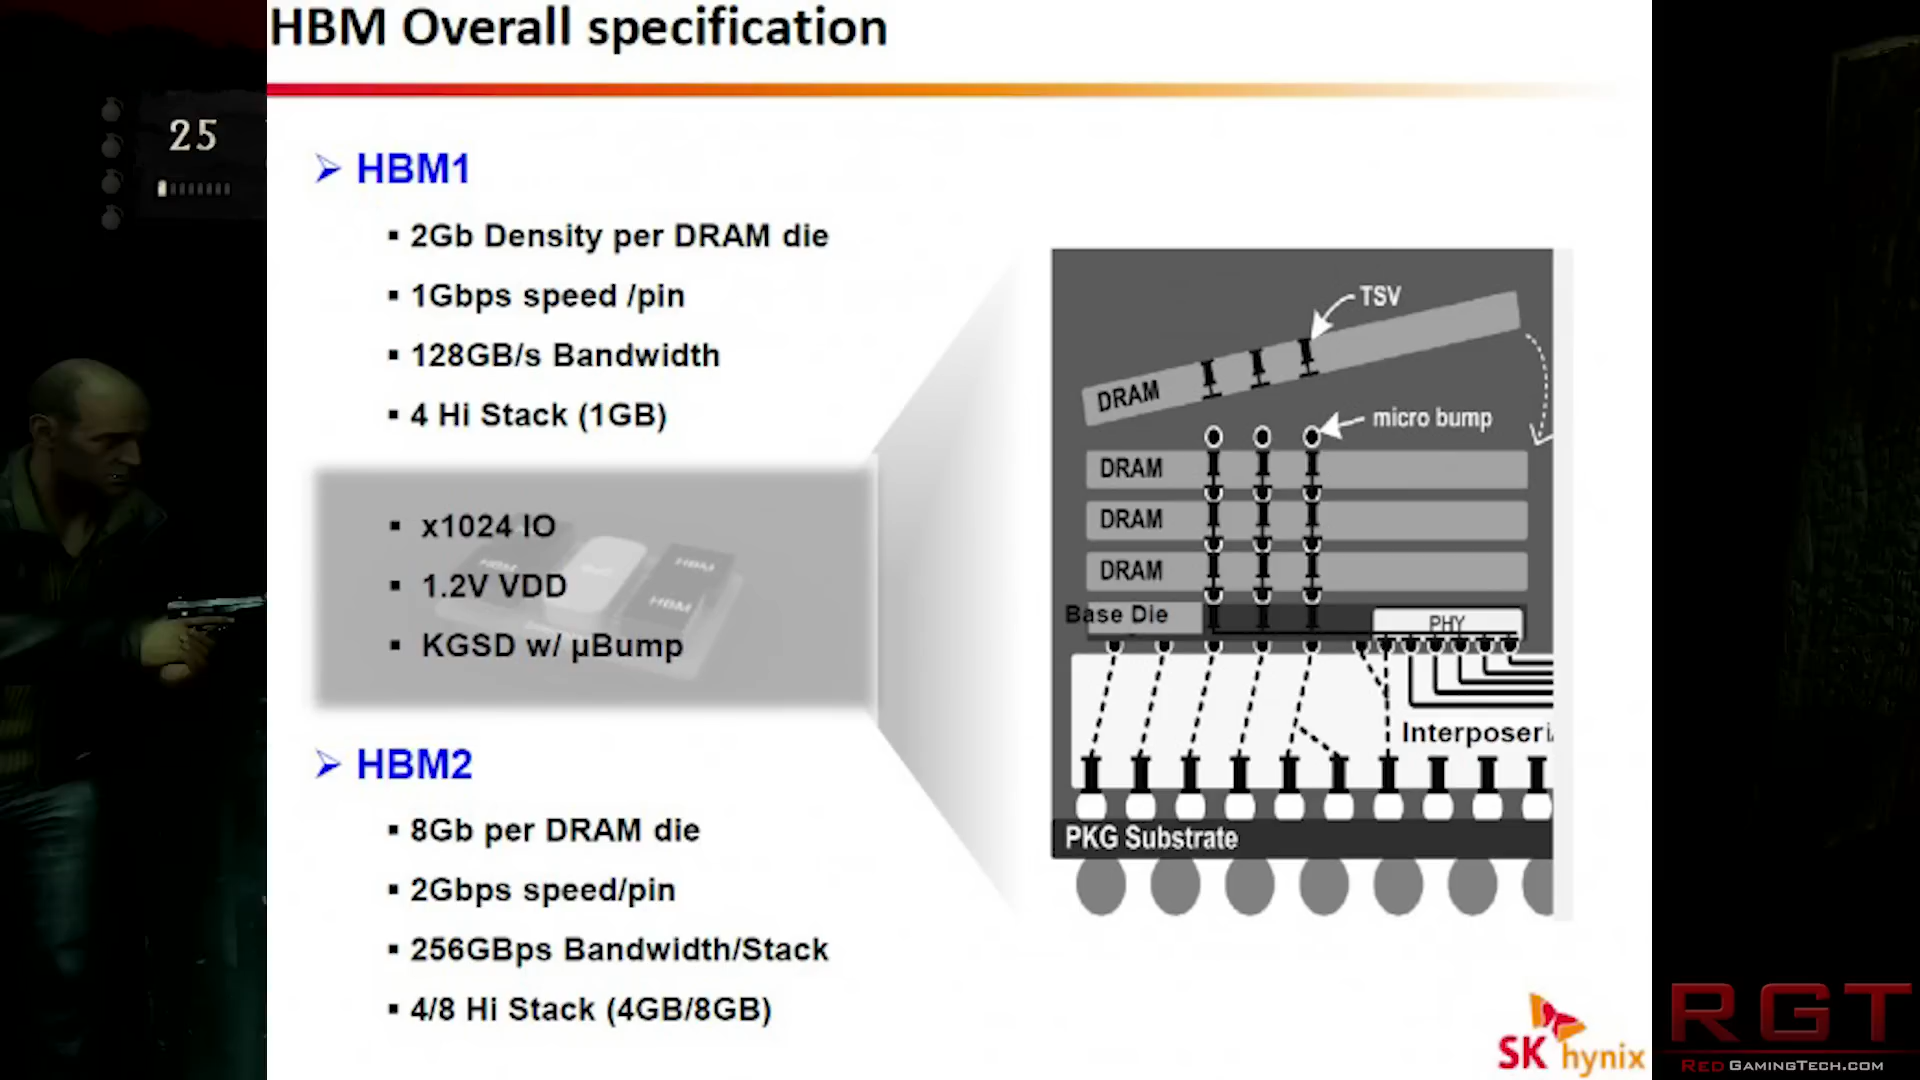 HBM Overall specification
25
HBM1
2Gb Density per DRAM die
1Gbps speed /pin
128GB/s Bandwidth
4 Hi Stack (1GB)
x1024 IO
1.2V VDD
KGSD w/ µBump
HBM
HBM
HBM
HBM2
8Gb per DRAM die
2Gbps speed/pin
256GBps Bandwidth/Stack
4/8 Hi Stack (4GB/8GB)
TSV
DRAM
micro bump
DRAM
DRAM
DRAM
Base Die
PHY
Interposer
PKG Substrate
SK hynix
RGT
RedGamingTech.com